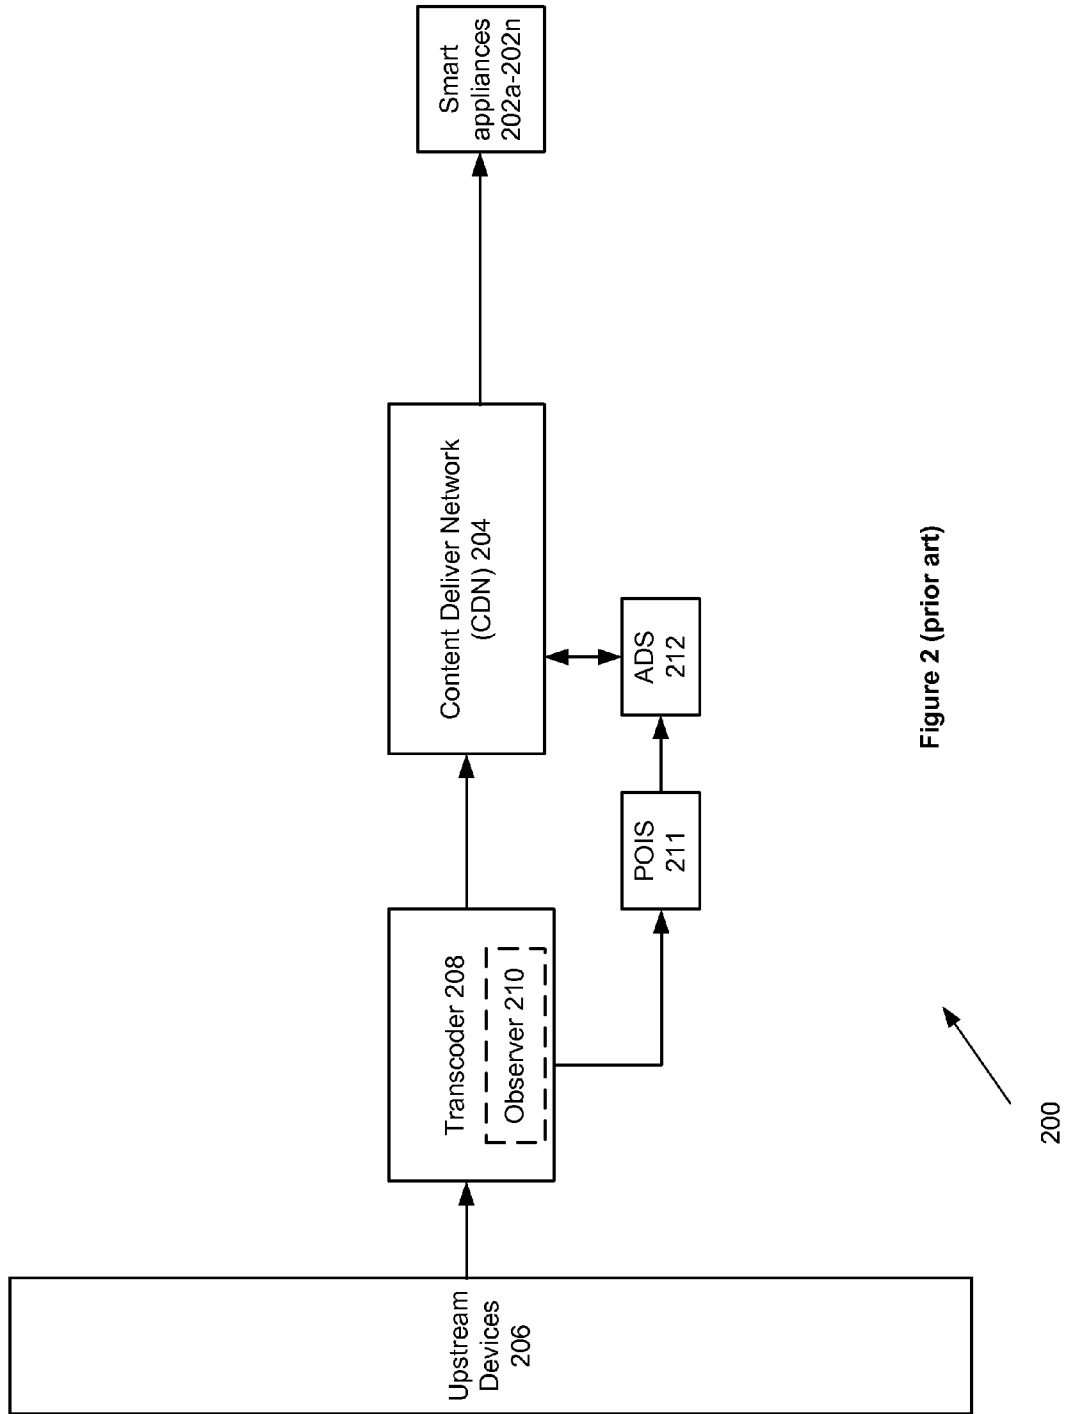 Upstream
Devices
206
Transcoder 208
Observer 210
POIS
211
ADS
212
Content Deliver Network
(CDN) 204
Smart
appliances
202a-202n
200
Figure 2 (prior art)